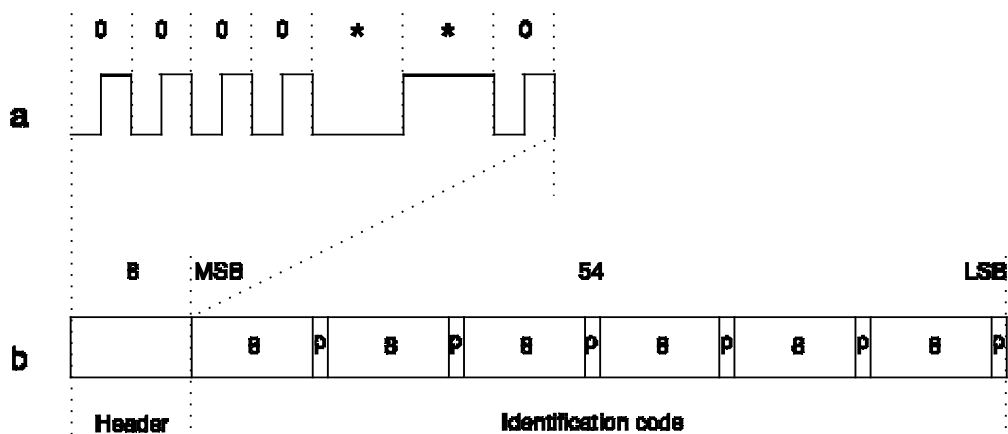 0 0 0 0 * * 0
a
8 MSB 54 LSB
b 8 p 8 p 8 p 8 p 8 p 8 p
Header Identification code